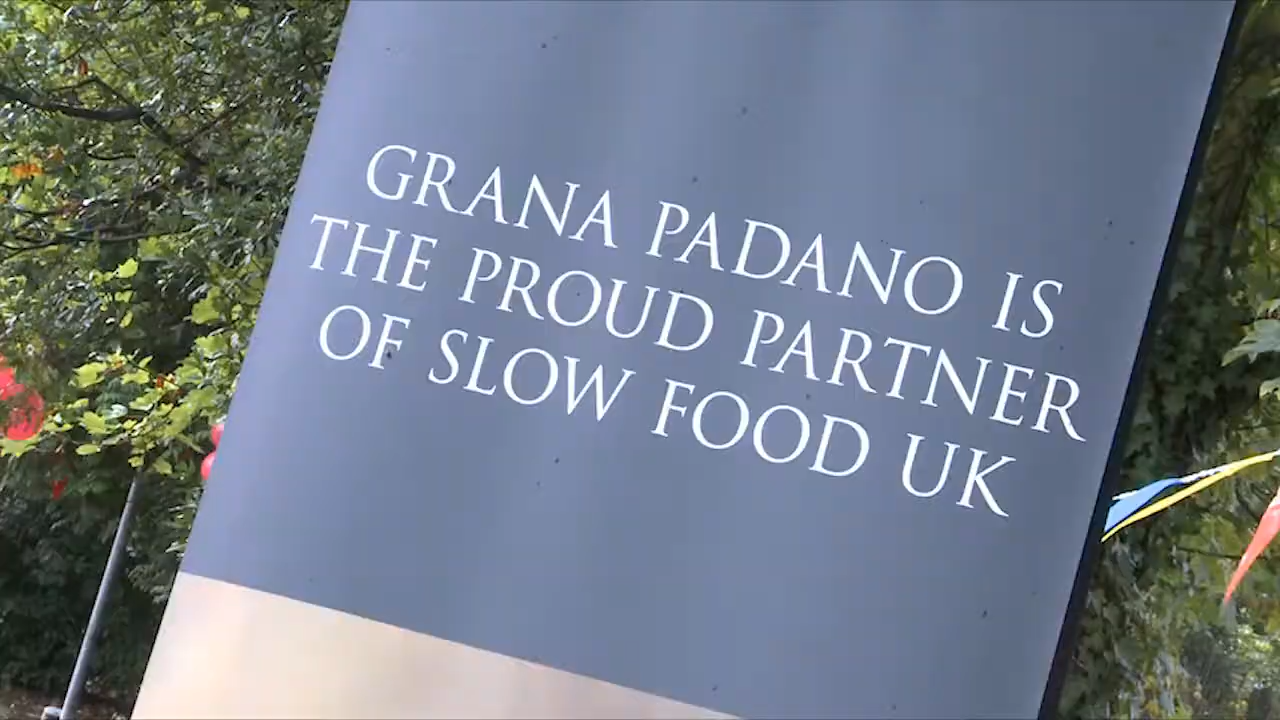 GRANA PADANO IS
THE PROUD PARTNER
OF SLOW FOOD UK